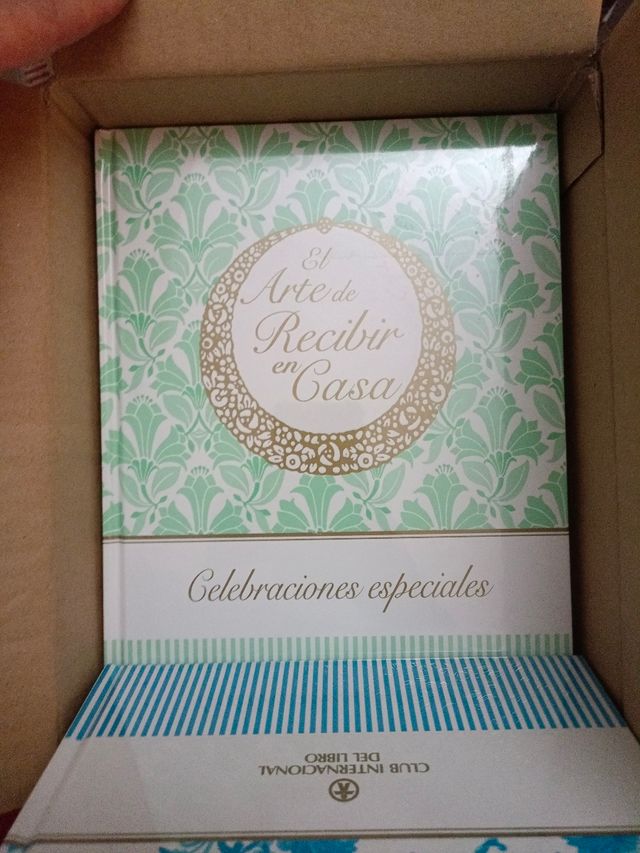 El
Arte de
Recibir
en
Casa
Celebraciones especiales
CLUB INTERNACIONAL
DEL LIBRO